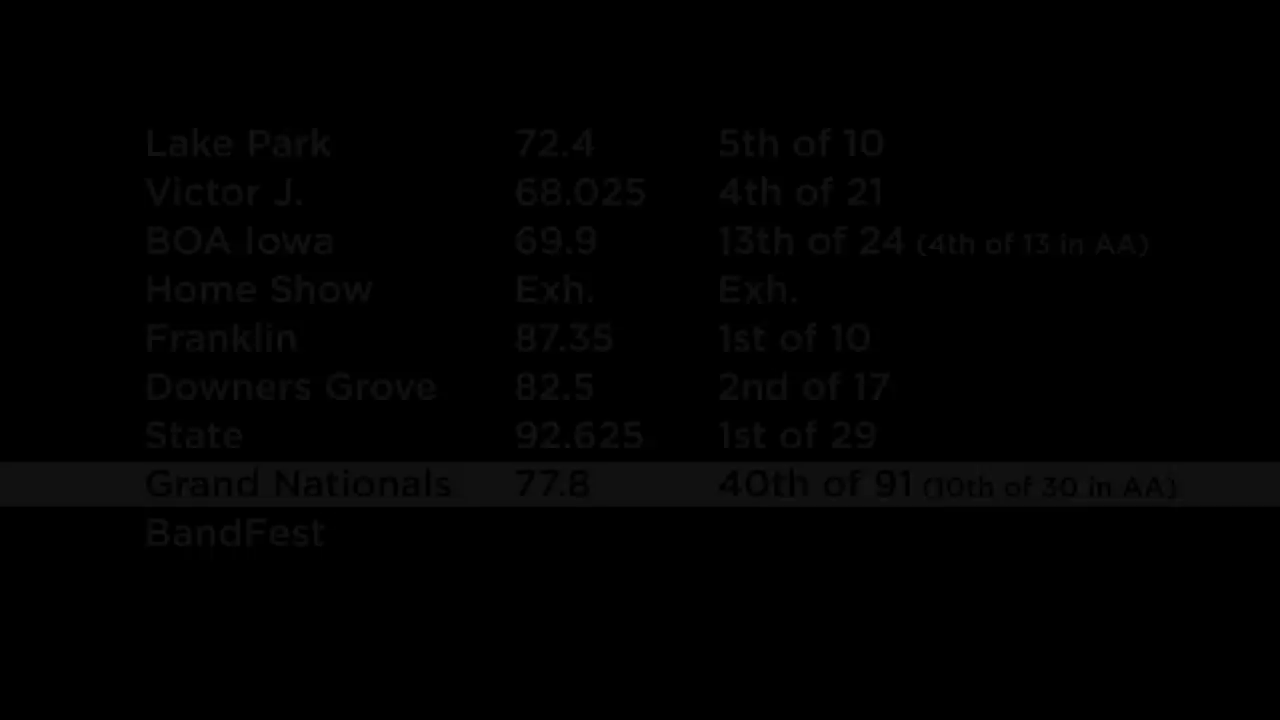 Lake Park 72.4 5th of 10
Victor J. 68.025 4th of 21
BOA Iowa 69.9 13th of 24 (4th of 13 in AA)
Home Show Exh. Exh.
Franklin 87.35 1st of 10
Downers Grove 82.5 2nd of 17
State 92.625 1st of 29
Grand Nationals 77.8 40th of 91 (10th of 30 in AA)
BandFest